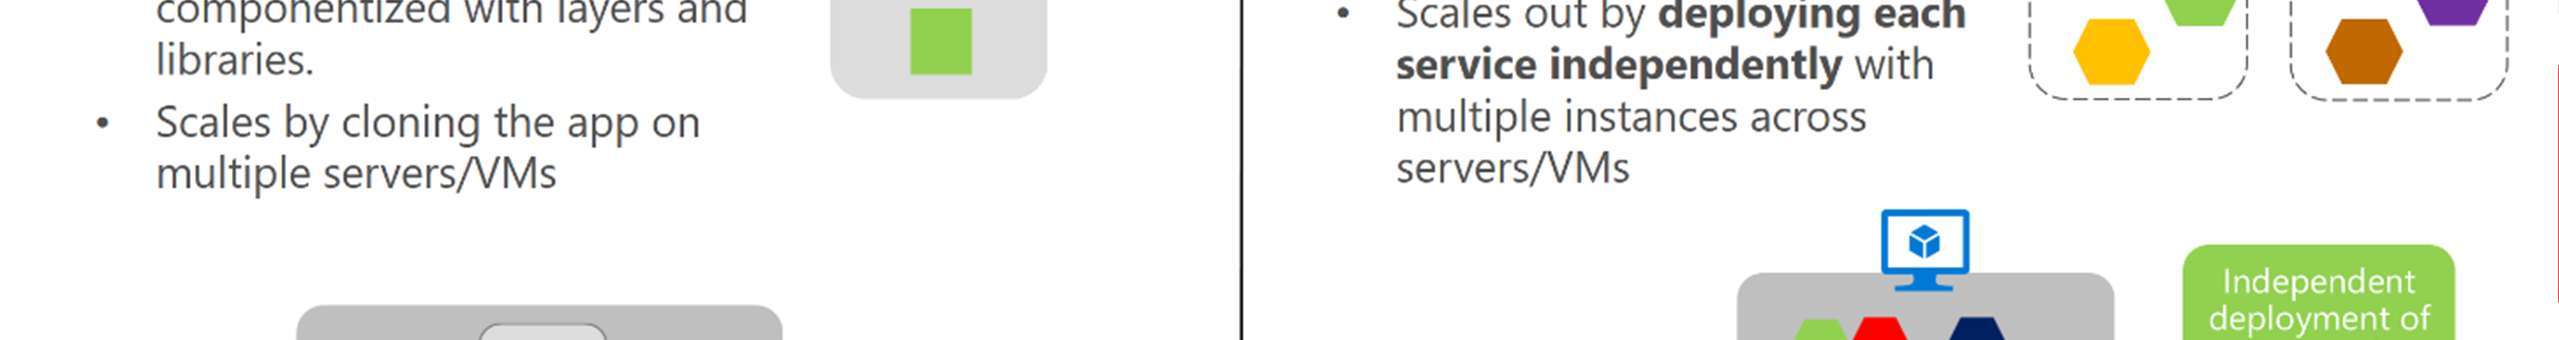 componentized with layers and
libraries.
• Scales by cloning the app on
multiple servers/VMs
• Scales out by deploying each
service independently with
multiple instances across
servers/VMs
Independent
deployment of